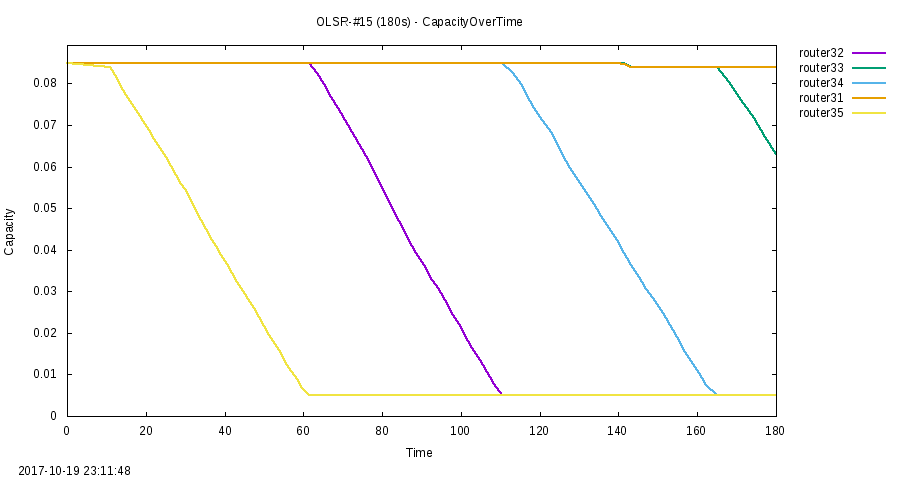 OLSR-#15 (180s) - CapacityOverTime
router32
router33
router34
router31
router35
0.08
0.07
0.06
0.05
0.04
0.03
0.02
0.01
0
Capacity
0 20 40 60 80 100 120 140 160 180
Time
2017-10-19 23:11:48